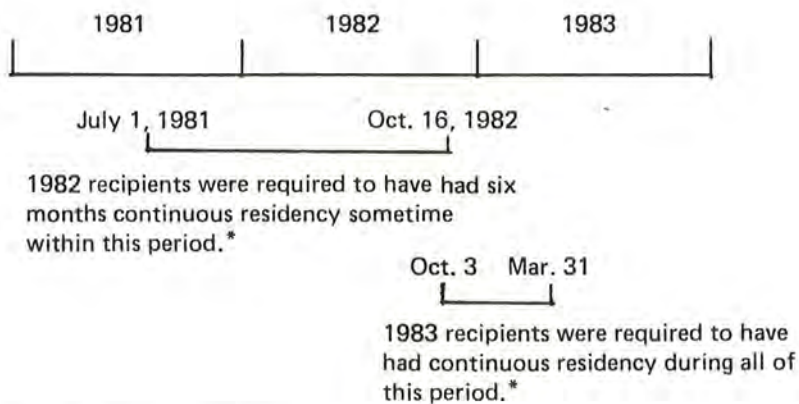 1981 1982 1983
July 1, 1981 Oct. 16, 1982
1982 recipients were required to have had six
months continuous residency sometime
within this period.*
Oct. 3 Mar. 31
1983 recipients were required to have
had continuous residency during all of
this period.*